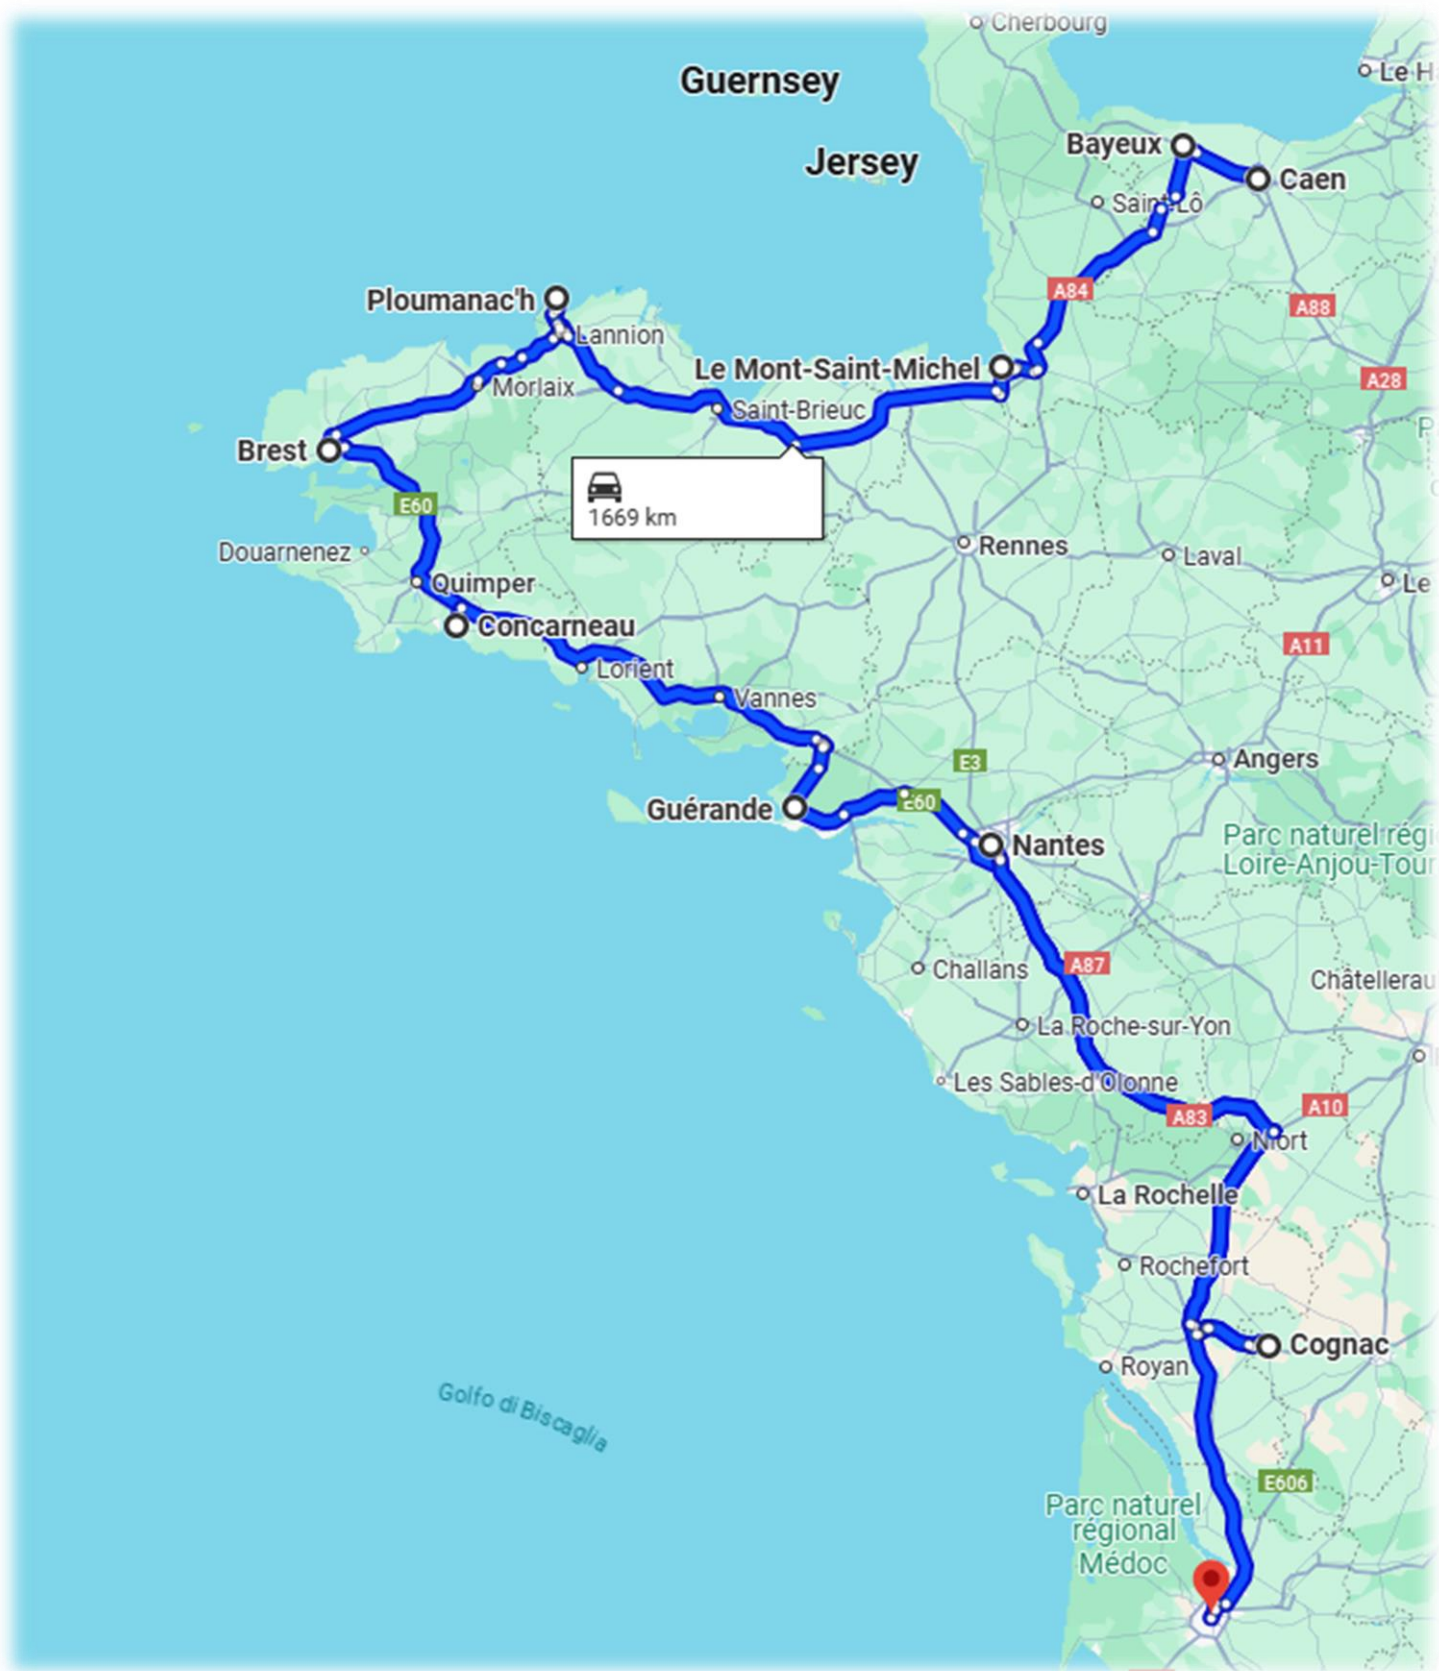 Cherbourg
Guernsey
Le H
Jersey
Bayeux
Caen
Saint-Lô
A84
Ploumanac'h
A88
Lannion
Le Mont-Saint-Michel
A28
Morlaix
Saint-Brieuc
P
Brest
E60
1669 km
Douarnenez
Rennes
Laval
Quimper
Le
Concarneau
A11
Lorient
Vannes
E3
Angers
E60
Guérande
Nantes
Parc naturel régi
Loire-Anjou-Tour
A87
Challans
Châtellerau
La Roche-sur-Yon
Les Sables-d'Olonne
A83
A10
Niort
La Rochelle
Rochefort
Cognac
Royan
Golfo di Biscaglia
E606
Parc naturel
régional
Médoc